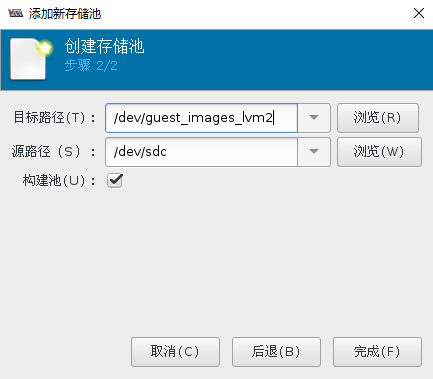 添加新存储池
创建存储池
步骤 2/2
目标路径(T)： /dev/guest_images_lvm2 浏览(R)
源路径（S）： /dev/sdc 浏览(W)
构建池(U)：
取消(C) 后退(B) 完成(F)